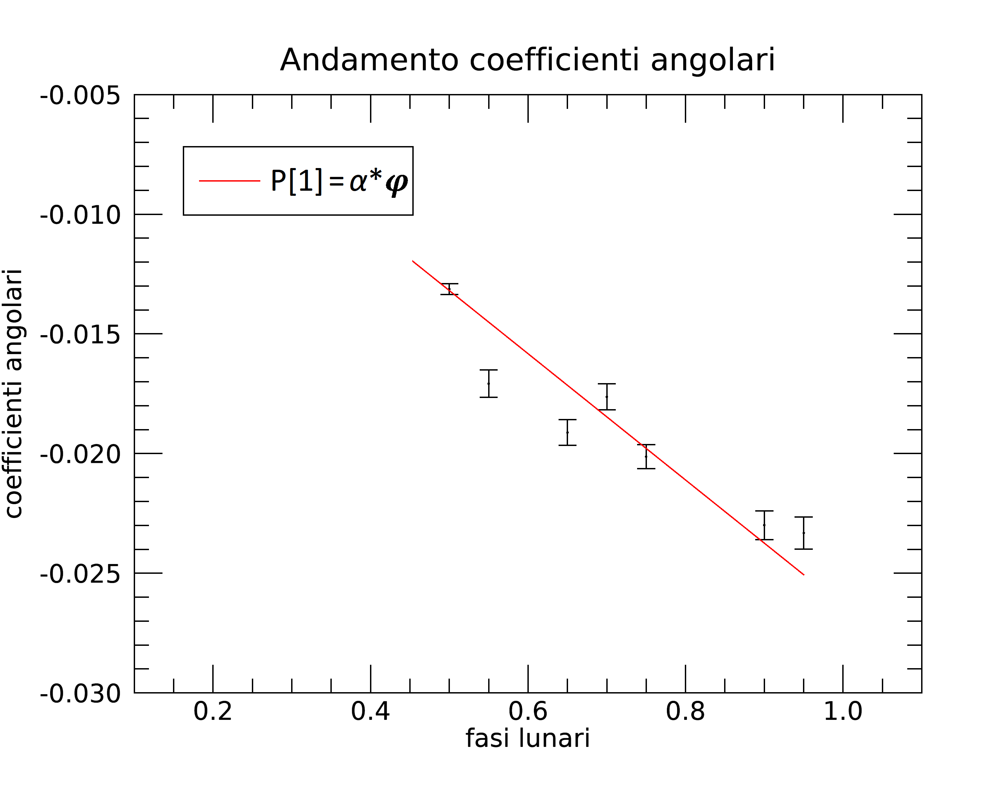 Andamento coefficienti angolari
-0.005
P[1]=α*φ
-0.010
-0.015
-0.020
-0.025
-0.030
coefficienti angolari
0.2 0.4 0.6 0.8 1.0
fasi lunari